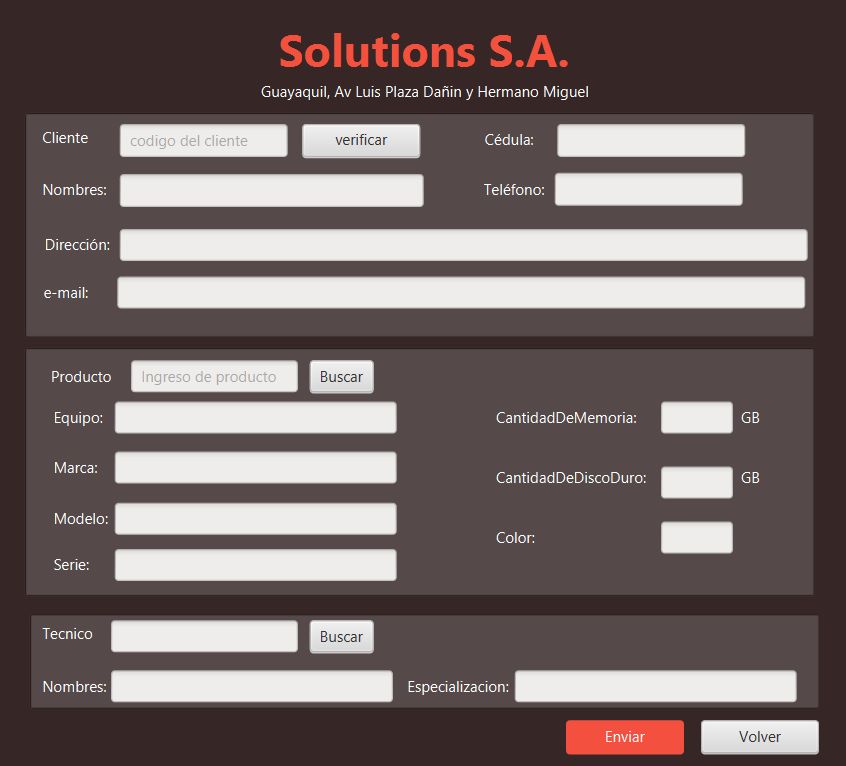 Solutions S.A.
Guayaquil, Av Luis Plaza Dañin y Hermano Miguel
Cliente codigo del cliente verificar Cédula:
Nombres: Teléfono:
Dirección:
e-mail:
Producto Ingreso de producto Buscar
Equipo: CantidadDeMemoria: GB
Marca: CantidadDeDiscoDuro: GB
Modelo: Color:
Serie:
Tecnico Buscar
Nombres: Especializacion:
Enviar Volver